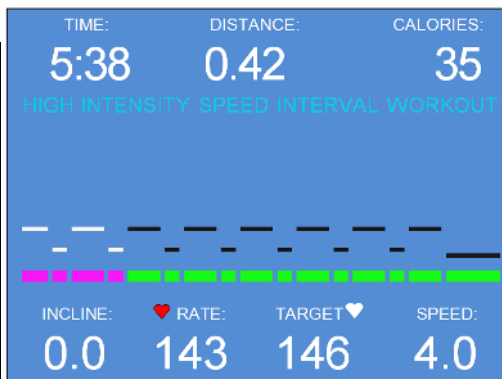 TIME: DISTANCE: CALORIES:
5:38 0.42 35
HIGH INTENSITY SPEED INTERVAL WORKOUT
INCLINE: RATE: TARGET SPEED:
0.0 143 146 4.0